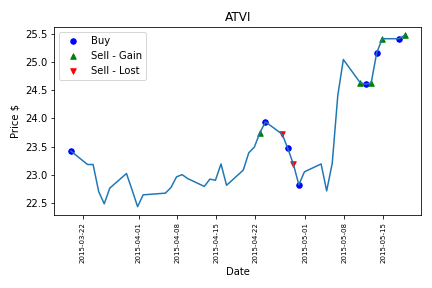 ATVI
Buy
Sell - Gain
Sell - Lost
Price $
25.5
25.0
24.5
24.0
23.5
23.0
22.5
2015-03-22
2015-04-01
2015-04-08
2015-04-15
2015-04-22
2015-05-01
2015-05-08
2015-05-15
Date